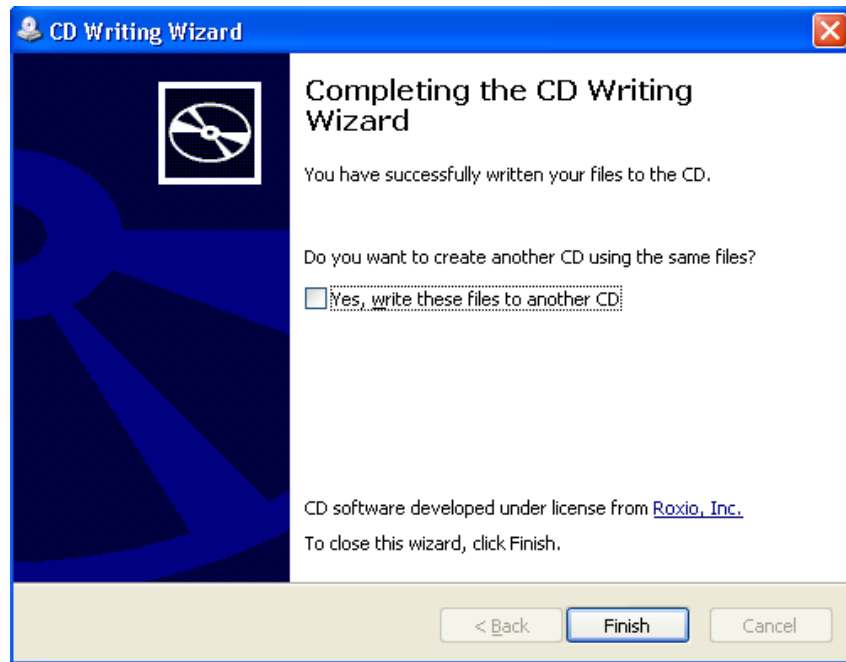 CD Writing Wizard
Completing the CD Writing
Wizard
You have successfully written your files to the CD.
Do you want to create another CD using the same files?
Yes, write these files to another CD
CD software developed under license from Roxio, Inc.
To close this wizard, click Finish.
< Back Finish Cancel